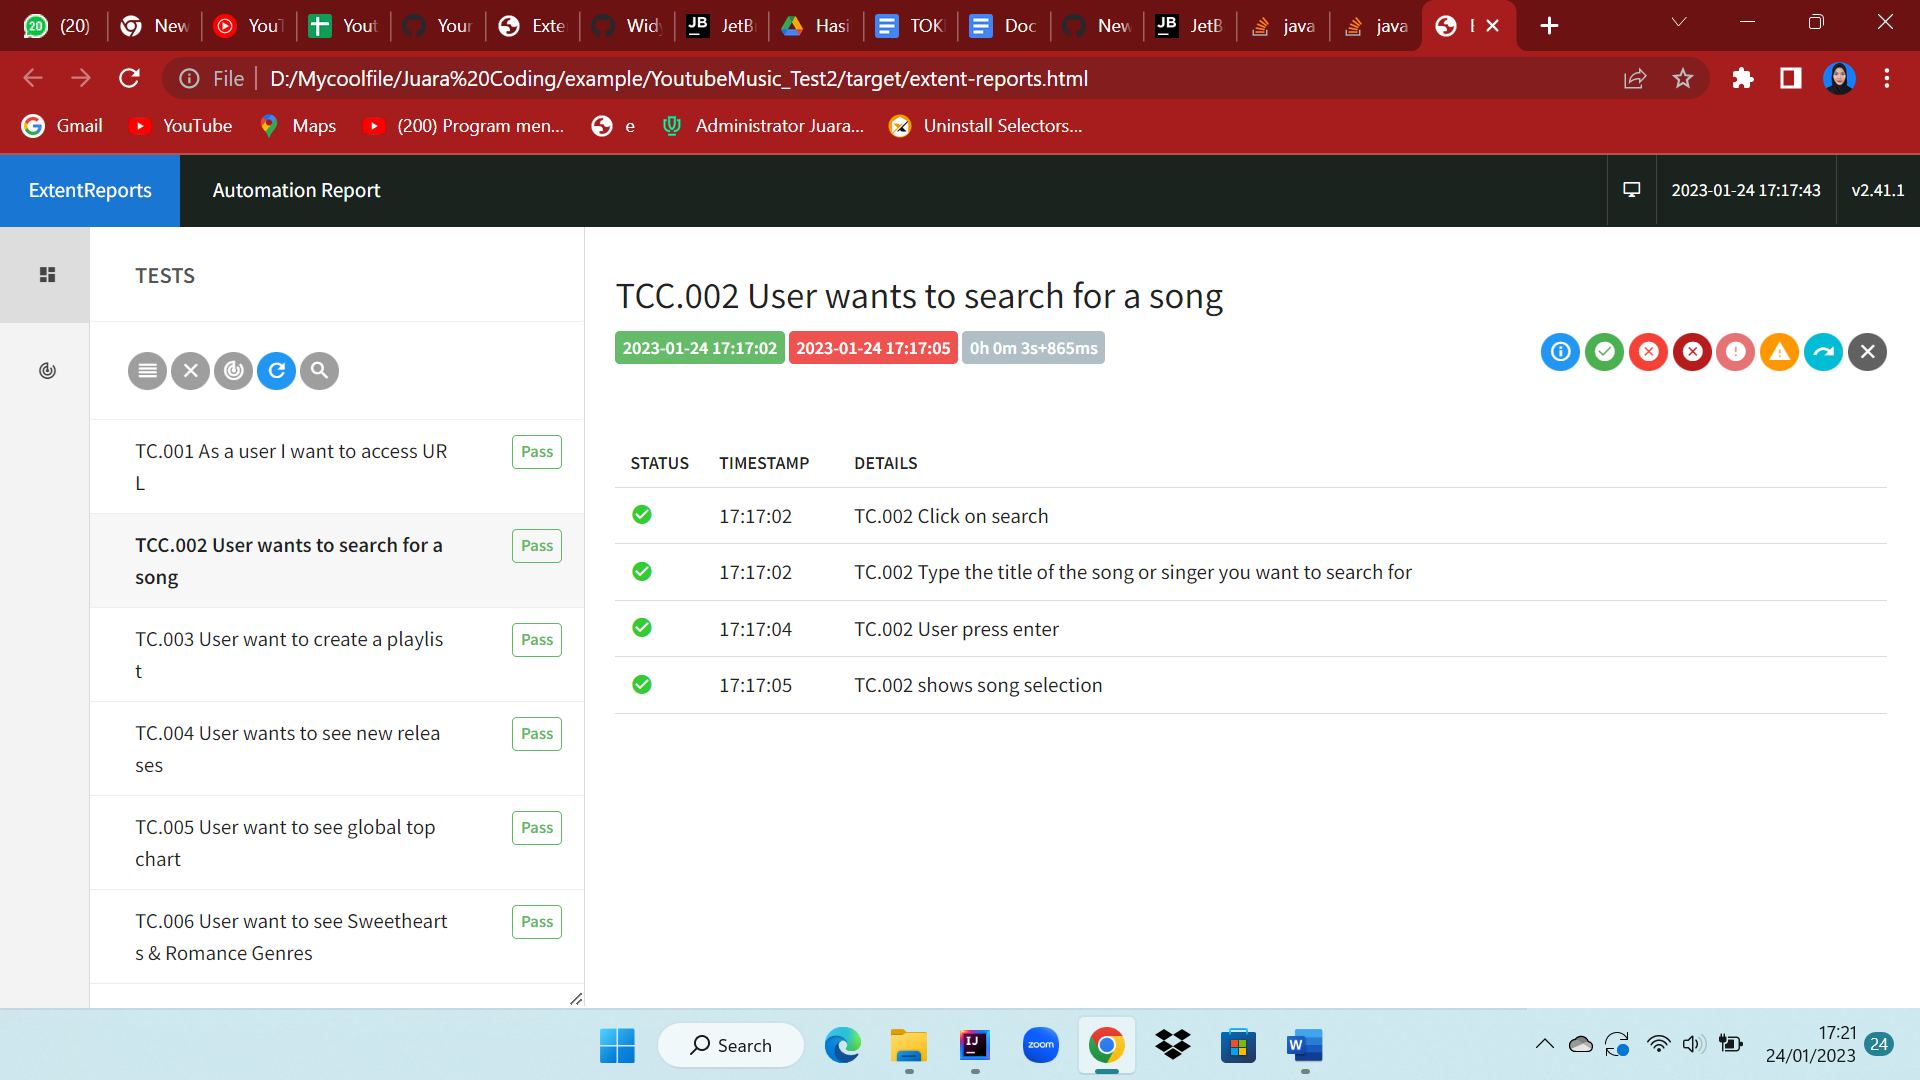 (20) New YouT Yout Your Exte Wid JetB Hasi TOK Doc New JetB java java E
File D:/Mycoolfile/Juara%20Coding/example/YoutubeMusic_Test2/target/extent-reports.html
Gmail YouTube Maps (200) Program men... e Administrator Juara... Uninstall Selectors...
ExtentReports Automation Report 2023-01-24 17:17:43 v2.41.1
TESTS
TC.001 As a user I want to access UR
L
Pass
TCC.002 User wants to search for a
song
Pass
TC.003 User want to create a playlis
t
Pass
TC.004 User wants to see new relea
ses
Pass
TC.005 User want to see global top
chart
Pass
TC.006 User want to see Sweetheart
s & Romance Genres
Pass
TCC.002 User wants to search for a song
2023-01-24 17:17:02 2023-01-24 17:17:05 0h 0m 3s+865ms
STATUS TIMESTAMP DETAILS
17:17:02 TC.002 Click on search
17:17:02 TC.002 Type the title of the song or singer you want to search for
17:17:04 TC.002 User press enter
17:17:05 TC.002 shows song selection
Search
zoom
17:21
24/01/2023
24